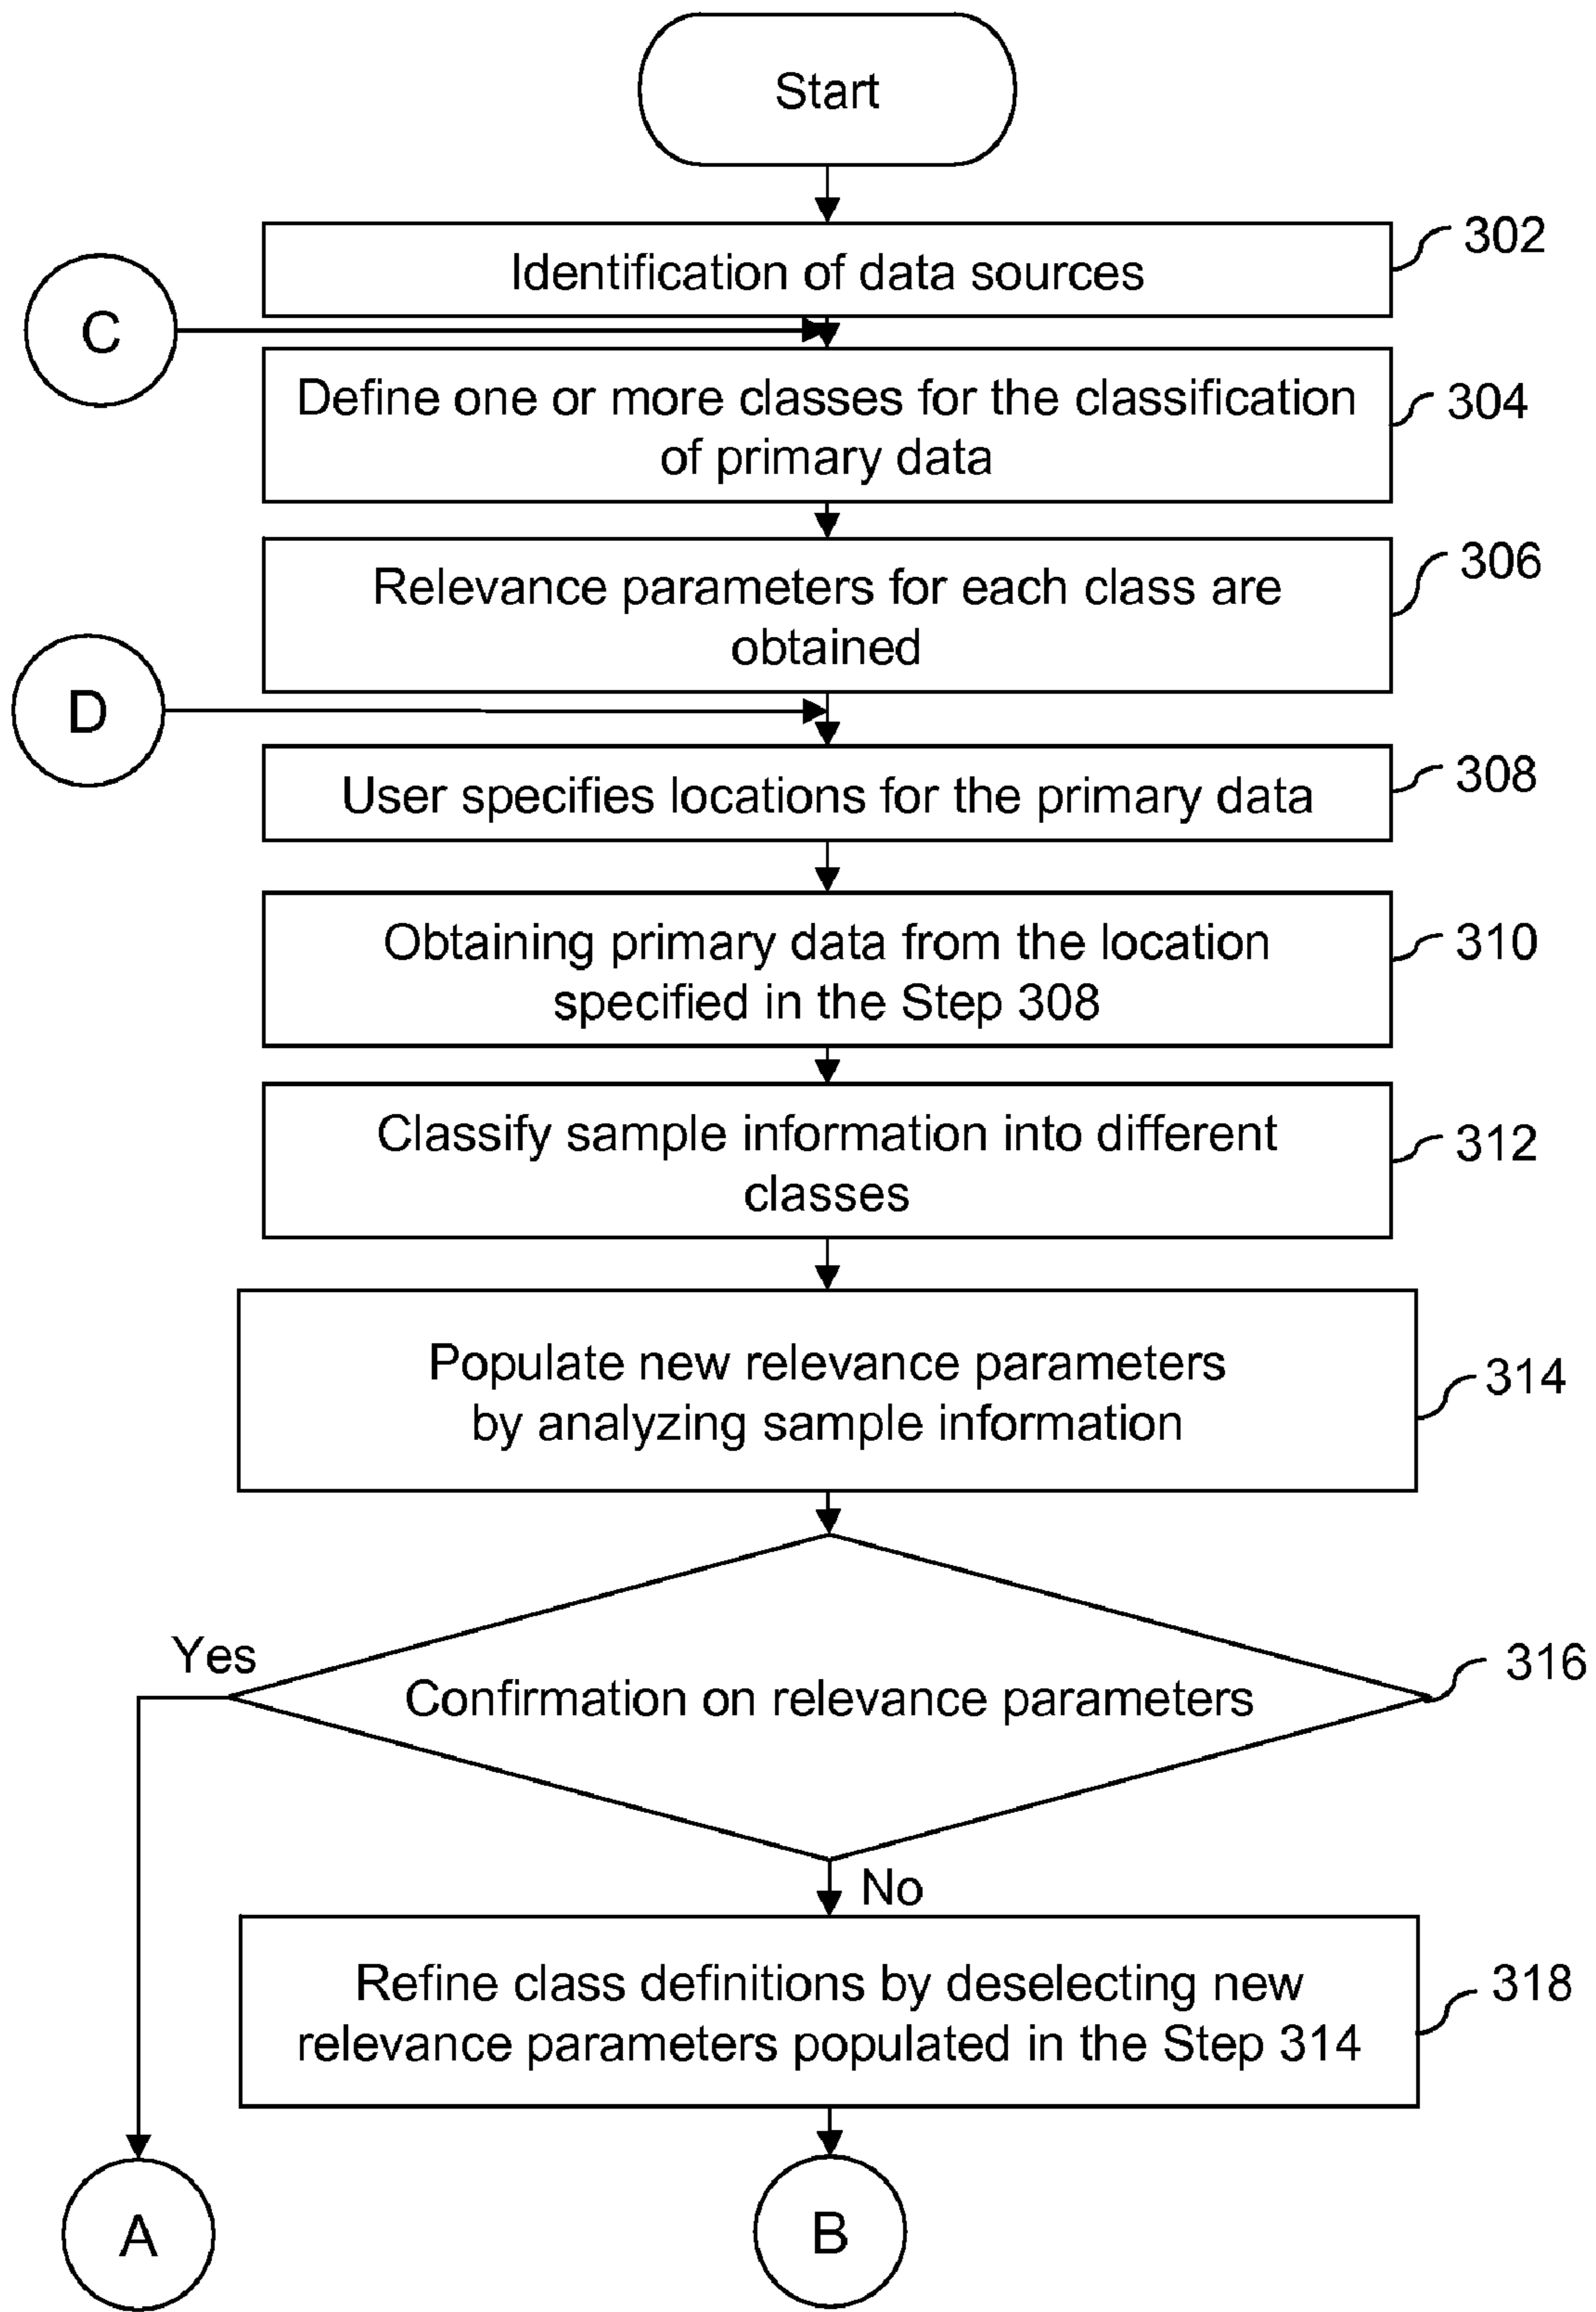 Start
302
Identification of data sources
C
Define one or more classes for the classification
of primary data
304
306
Relevance parameters for each class are
obtained
D
308
User specifies locations for the primary data
310
Obtaining primary data from the location
specified in the Step 308
Classify sample information into different
classes
312
Populate new relevance parameters
by analyzing sample information
314
Yes
316
Confirmation on relevance parameters
No
318
Refine class definitions by deselecting new
relevance parameters populated in the Step 314
A
B